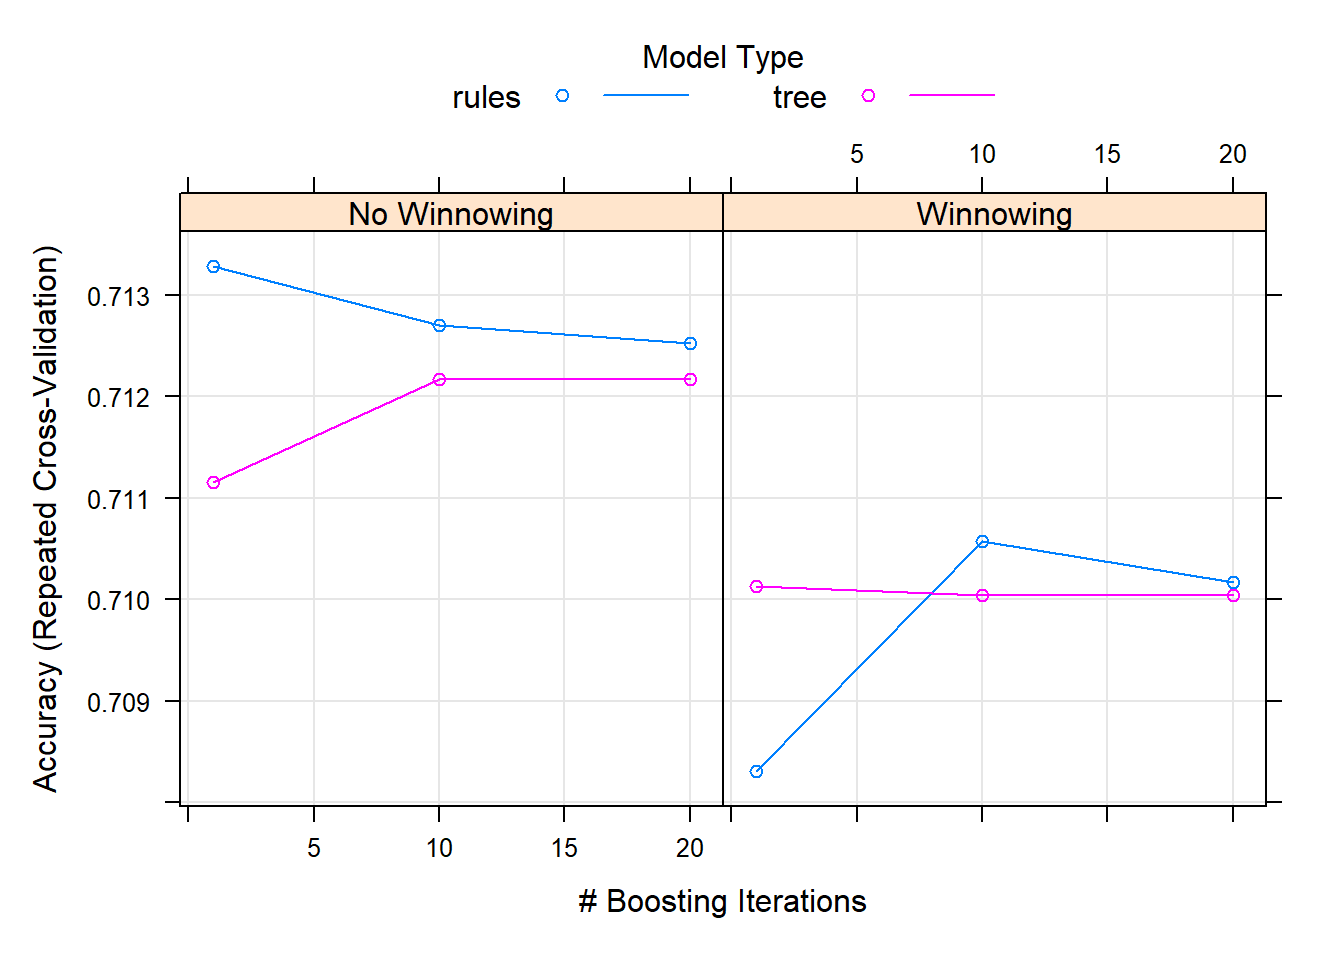 Model Type
rules tree
5 10 15 20
No Winnowing Winnowing
Accuracy (Repeated Cross-Validation)
0.713
0.712
0.711
0.710
0.709
5 10 15 20
# Boosting Iterations